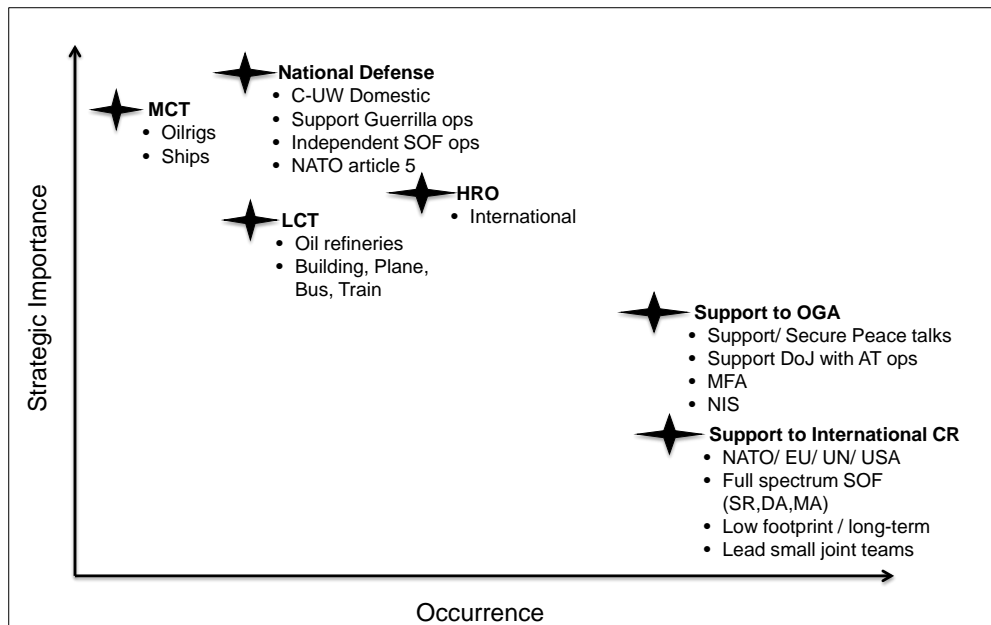 Strategic Importance
MCT
• Oilrigs
• Ships
National Defense
• C-UW Domestic
• Support Guerrilla ops
• Independent SOF ops
• NATO article 5
HRO
• International
LCT
• Oil refineries
• Building, Plane,
Bus, Train
Support to OGA
• Support/ Secure Peace talks
• Support DoJ with AT ops
• MFA
• NIS
Support to International CR
• NATO/ EU/ UN/ USA
• Full spectrum SOF
(SR,DA,MA)
• Low footprint / long-term
• Lead small joint teams
Occurrence